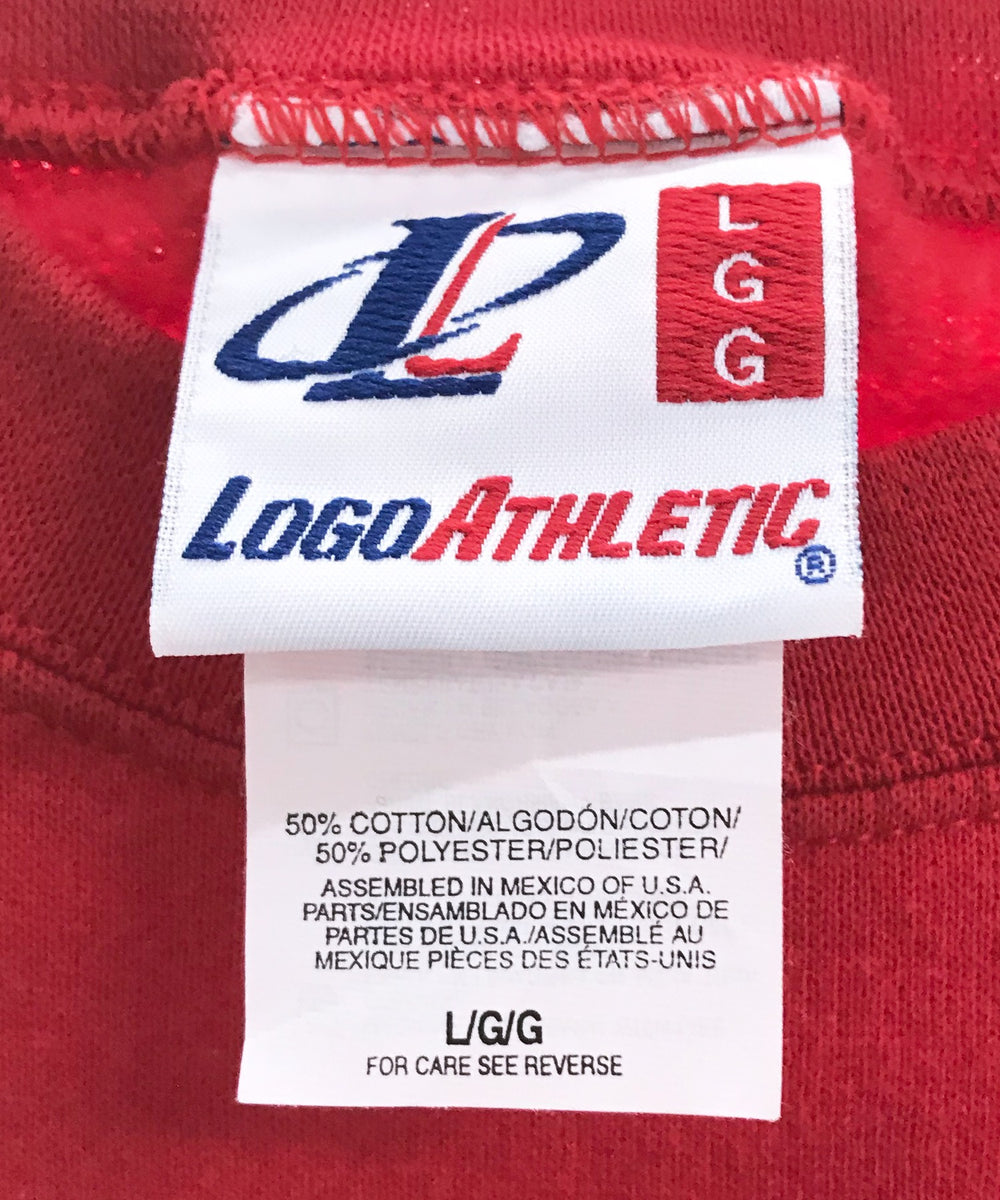 L
G
G
LOGOATHLETIC®
50% COTTON/ALGODÓN/COTON/
50% POLYESTER/POLIESTER/
ASSEMBLED IN MEXICO OF U.S.A.
PARTS/ENSAMBLADO EN MÉXICO DE
PARTES DE U.S.A./ASSEMBLÉ AU
MEXIQUE PIÈCES DES ÉTATS-UNIS
L/G/G
FOR CARE SEE REVERSE